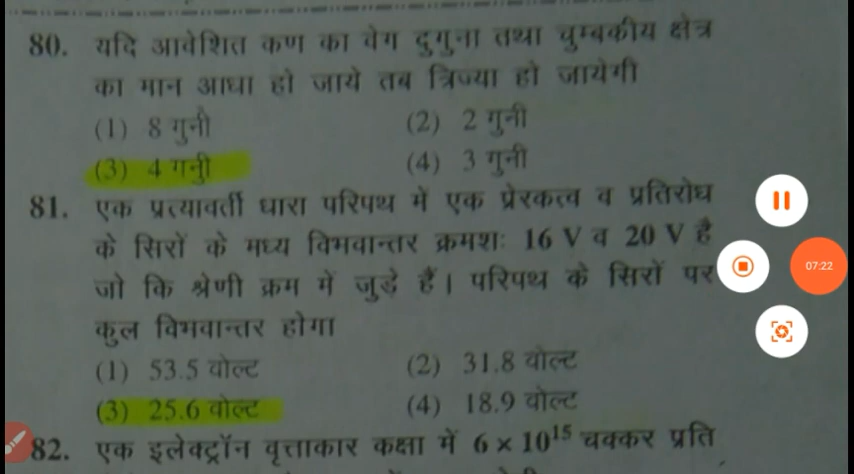 80. यदि आवेशित कण का वेग दुगुना तथा चुम्बकीय क्षेत्र
का मान आधा हो जाये तब त्रिज्या हो जायेगी
(1) 8 गुनी (2) 2 गुनी
(3) 4 गनुी (4) 3 गुनी
81. एक प्रत्यावर्ती धारा परिपथ में एक प्रेरकत्व व प्रतिरोध
के सिरों के मध्य विभवान्तर क्रमशः 16 V व 20 V है
जो कि श्रेणी क्रम में जुड़े हैं। परिपथ के सिरों पर
07:22
कुल विभवान्तर होगा
(1) 53.5 वोल्ट (2) 31.8 वोल्ट
(3) 25.6 वोल्ट (4) 18.9 वोल्ट
82. एक इलेक्ट्रॉन वृत्ताकार कक्षा में 6 × 10¹⁵ चक्कर प्रति